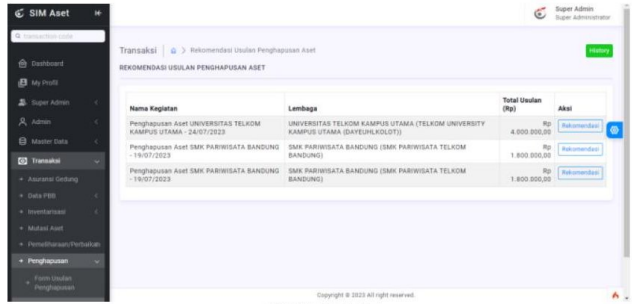 SIM Aset
Super Admin
Super Administrator
transaction code
Transaksi
Rekomendasi Usulan Penghapusan Aset
History
REKOMENDASI USULAN PENGHAPUSAN ASET
Dashboard
My Profil
Super Admin
Admin
Master Data
Transaksi
Asuransi Gedung
Data PBB
Inventarisasi
Mutasi Aset
Pemeliharaan/Perbaikan
Penghapusan
Form Usulan
Penghapusan
Nama Kegiatan
Lembaga
Total Usulan
(Rp)
Aksi
Penghapusan Aset UNIVERSITAS TELKOM
KAMPUS UTAMA - 24/07/2023
UNIVERSITAS TELKOM KAMPUS UTAMA (TELKOM UNIVERSITY
KAMPUS UTAMA (DAYEUHLKOLOT))
Rp
4.000.000,00
Rekomendasi
Penghapusan Aset SMK PARIWISATA BANDUNG
- 19/07/2023
SMK PARIWISATA BANDUNG (SMK PARIWISATA TELKOM
BANDUNG)
Rp
1.800.000,00
Rekomendasi
Penghapusan Aset SMK PARIWISATA BANDUNG
- 19/07/2023
SMK PARIWISATA BANDUNG (SMK PARIWISATA TELKOM
BANDUNG)
Rp
1.800.000,00
Rekomendasi
Copyright © 2023 All right reserved.